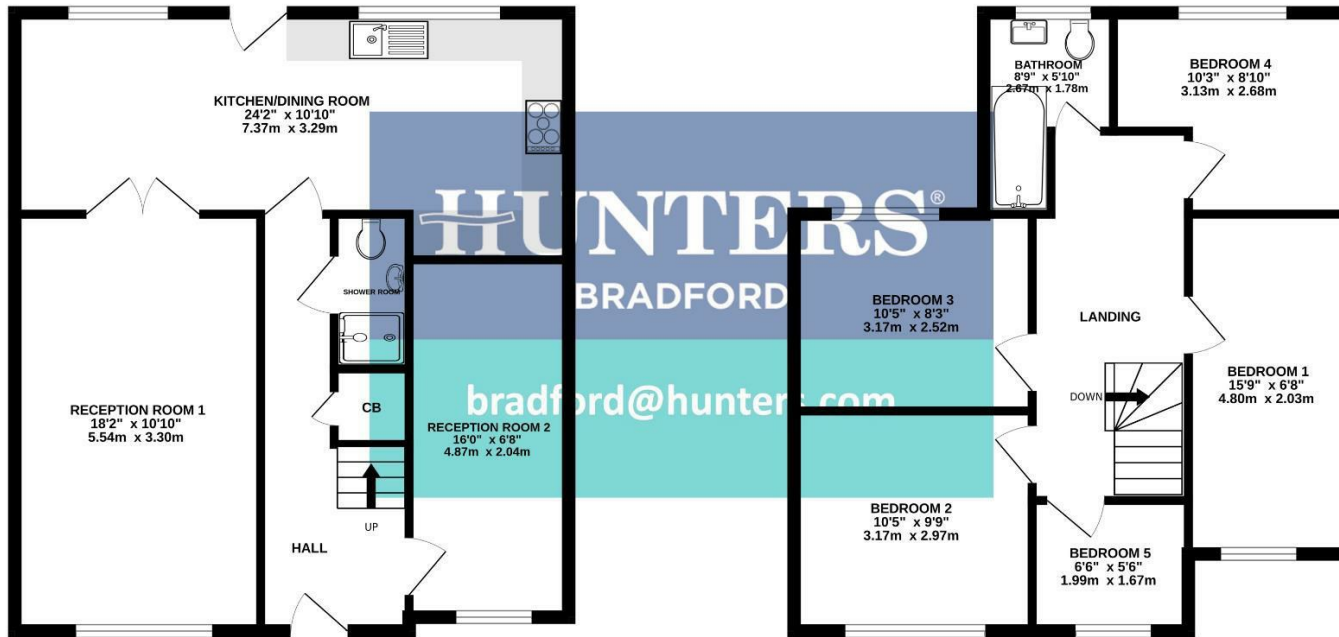 KITCHEN/DINING ROOM
24'2" x 10'10"
7.37m x 3.29m
RECEPTION ROOM 1
18'2" x 10'10"
5.54m x 3.30m
SHOWER ROOM
CB
UP
HALL
RECEPTION ROOM 2
16'0" x 6'8"
4.87m x 2.04m
HUNTERS®
BRADFORD
bradford@hunters.com
BATHROOM
8'9" x 5'10"
2.67m x 1.78m
BEDROOM 4
10'3" x 8'10"
3.13m x 2.68m
BEDROOM 3
10'5" x 8'3"
3.17m x 2.52m
LANDING
DOWN
BEDROOM 1
15'9" x 6'8"
4.80m x 2.03m
BEDROOM 2
10'5" x 9'9"
3.17m x 2.97m
BEDROOM 5
6'6" x 5'6"
1.99m x 1.67m